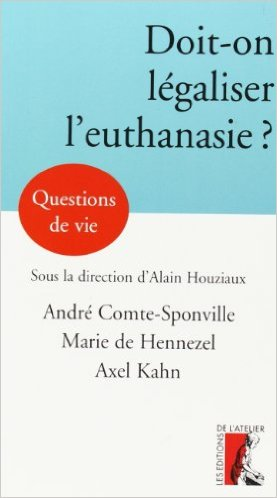 Doit-on
légaliser
l'euthanasie ?
Questions
de vie
Sous la direction d'Alain Houziaux
André Comte-Sponville
Marie de Hennezel
Axel Kahn
LES EDITIONS
DE L'ATELIER